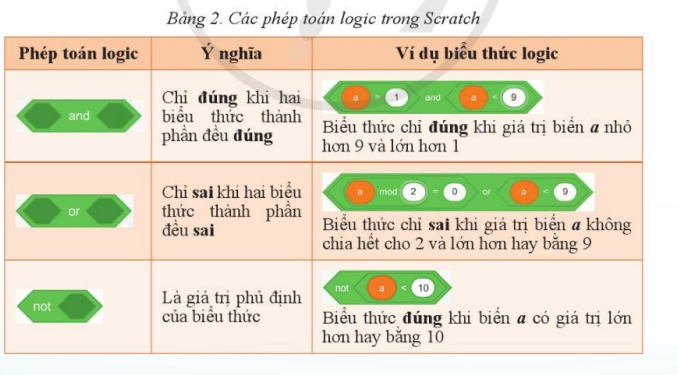 Bảng 2. Các phép toán logic trong Scratch
Phép toán logic
Ý nghĩa
Ví dụ biểu thức logic
and
Chỉ đúng khi hai
biểu thức thành
phần đều đúng
a > 1 and a < 9
Biểu thức chỉ đúng khi giá trị biến a nhỏ
hơn 9 và lớn hơn 1
or
Chỉ sai khi hai biểu
thức thành phần
đều sai
a mod 2 = 0 or a < 9
Biểu thức chỉ sai khi giá trị biến a không
chia hết cho 2 và lớn hơn hay bằng 9
not
Là giá trị phủ định
của biểu thức
not a < 10
Biểu thức đúng khi biến a có giá trị lớn
hơn hay bằng 10